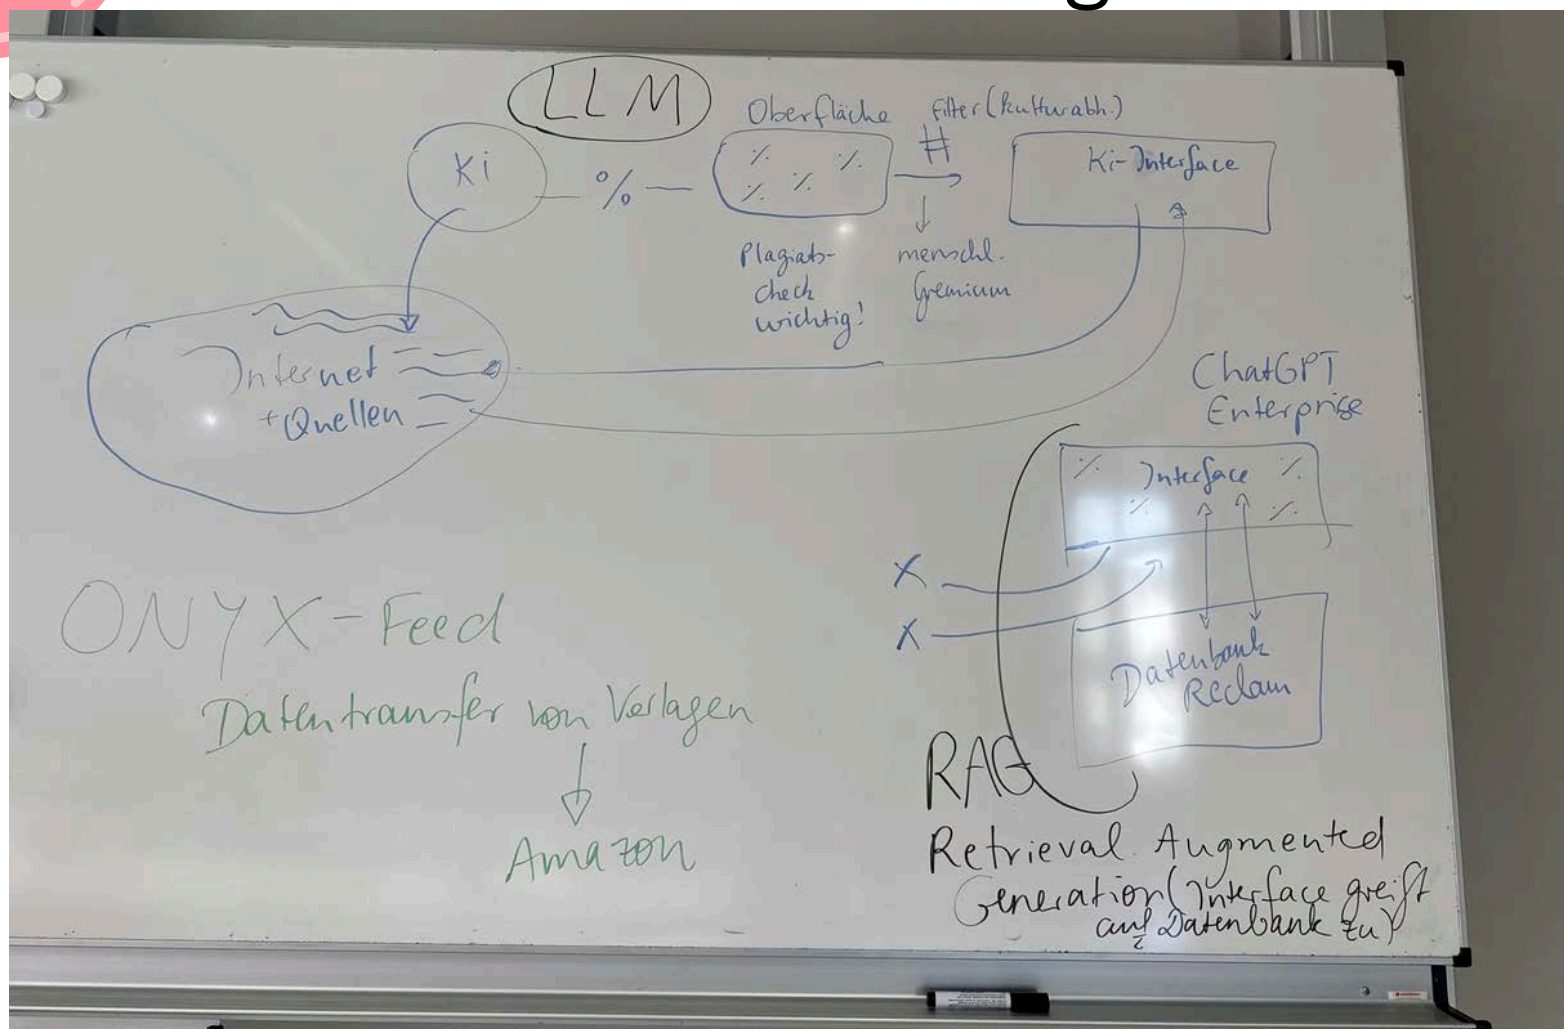 LLM
Ki
%
Oberfläche
% % % %
Filter (kulturabh.)
#
Ki-Interface
Plagiats-
check
wichtig!
menschl.
Gremium
Internet
+ Quellen
ChatGPT
Enterprise
% Interface %
% %
X
X
Datenbank
Reclam
RAG
Retrieval Augmented
Generation (Interface greift
auf Datenbank zu)
ONYX-Feed
Datentransfer von Verlagen
Amazon